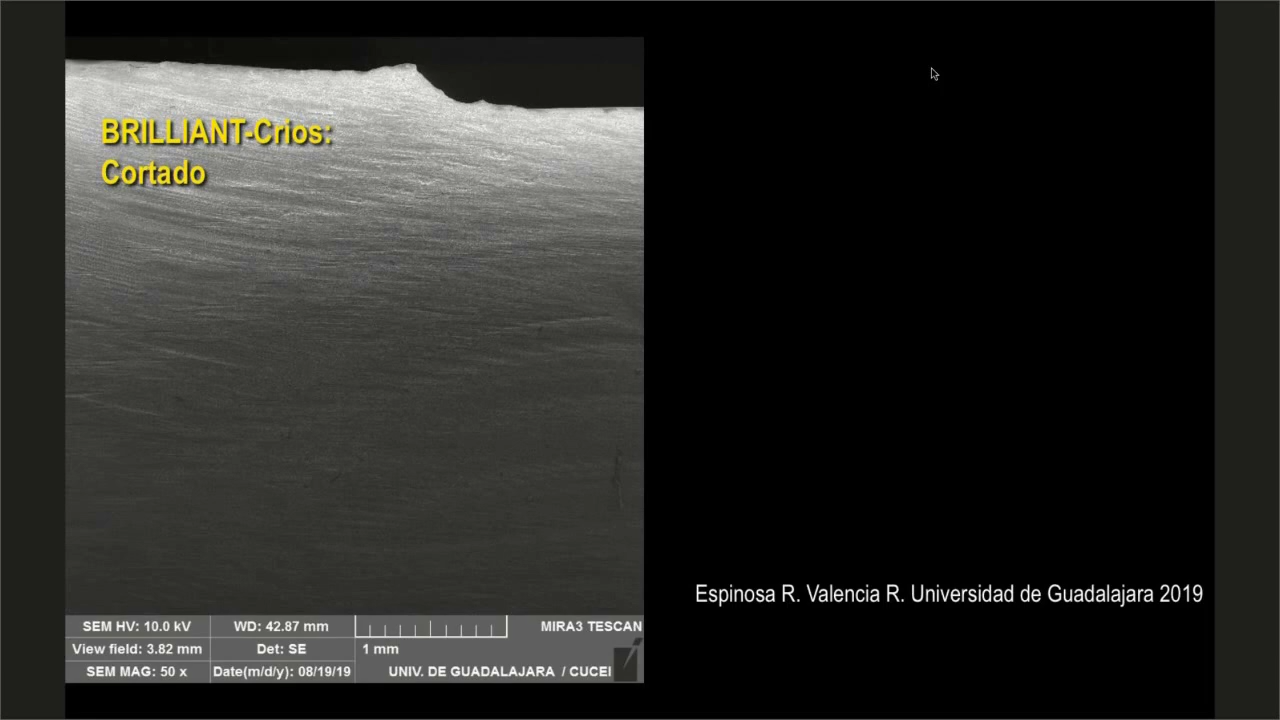 BRILLIANT-Crios:
Cortado
Espinosa R. Valencia R. Universidad de Guadalajara 2019
SEM HV: 10.0 kV WD: 42.87 mm MIRA3 TESCAN
View field: 3.82 mm Det: SE 1 mm
SEM MAG: 50 x Date(m/d/y): 08/19/19 UNIV. DE GUADALAJARA / CUCEI